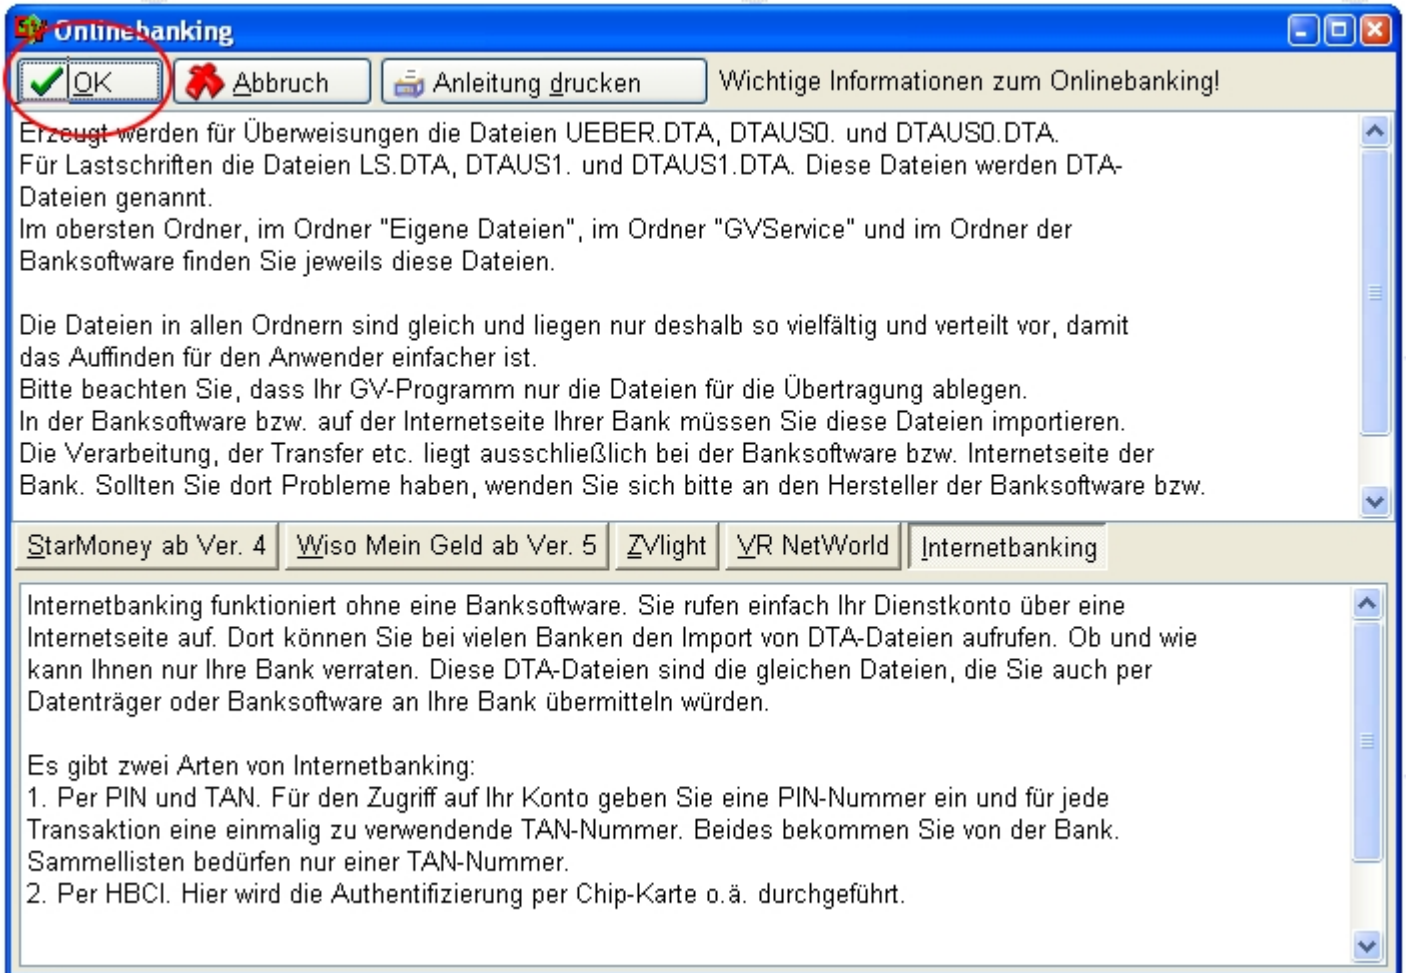 Onlinebanking
OK
Abbruch
Anleitung drucken
Wichtige Informationen zum Onlinebanking!
Erzeugt werden für Überweisungen die Dateien UEBER.DTA, DTAUS0. und DTAUS0.DTA.
Für Lastschriften die Dateien LS.DTA, DTAUS1. und DTAUS1.DTA. Diese Dateien werden DTA-
Dateien genannt.
Im obersten Ordner, im Ordner "Eigene Dateien", im Ordner "GVService" und im Ordner der
Banksoftware finden Sie jeweils diese Dateien.
Die Dateien in allen Ordnern sind gleich und liegen nur deshalb so vielfältig und verteilt vor, damit
das Auffinden für den Anwender einfacher ist.
Bitte beachten Sie, dass Ihr GV-Programm nur die Dateien für die Übertragung ablegen.
In der Banksoftware bzw. auf der Internetseite Ihrer Bank müssen Sie diese Dateien importieren.
Die Verarbeitung, der Transfer etc. liegt ausschließlich bei der Banksoftware bzw. Internetseite der
Bank. Sollten Sie dort Probleme haben, wenden Sie sich bitte an den Hersteller der Banksoftware bzw.
StarMoney ab Ver. 4
Wiso Mein Geld ab Ver. 5
ZVlight
VR NetWorld
Internetbanking
Internetbanking funktioniert ohne eine Banksoftware. Sie rufen einfach Ihr Dienstkonto über eine
Internetseite auf. Dort können Sie bei vielen Banken den Import von DTA-Dateien aufrufen. Ob und wie
kann Ihnen nur Ihre Bank verraten. Diese DTA-Dateien sind die gleichen Dateien, die Sie auch per
Datenträger oder Banksoftware an Ihre Bank übermitteln würden.
Es gibt zwei Arten von Internetbanking:
1. Per PIN und TAN. Für den Zugriff auf Ihr Konto geben Sie eine PIN-Nummer ein und für jede
Transaktion eine einmalig zu verwendende TAN-Nummer. Beides bekommen Sie von der Bank.
Sammellisten bedürfen nur einer TAN-Nummer.
2. Per HBCI. Hier wird die Authentifizierung per Chip-Karte o.ä. durchgeführt.